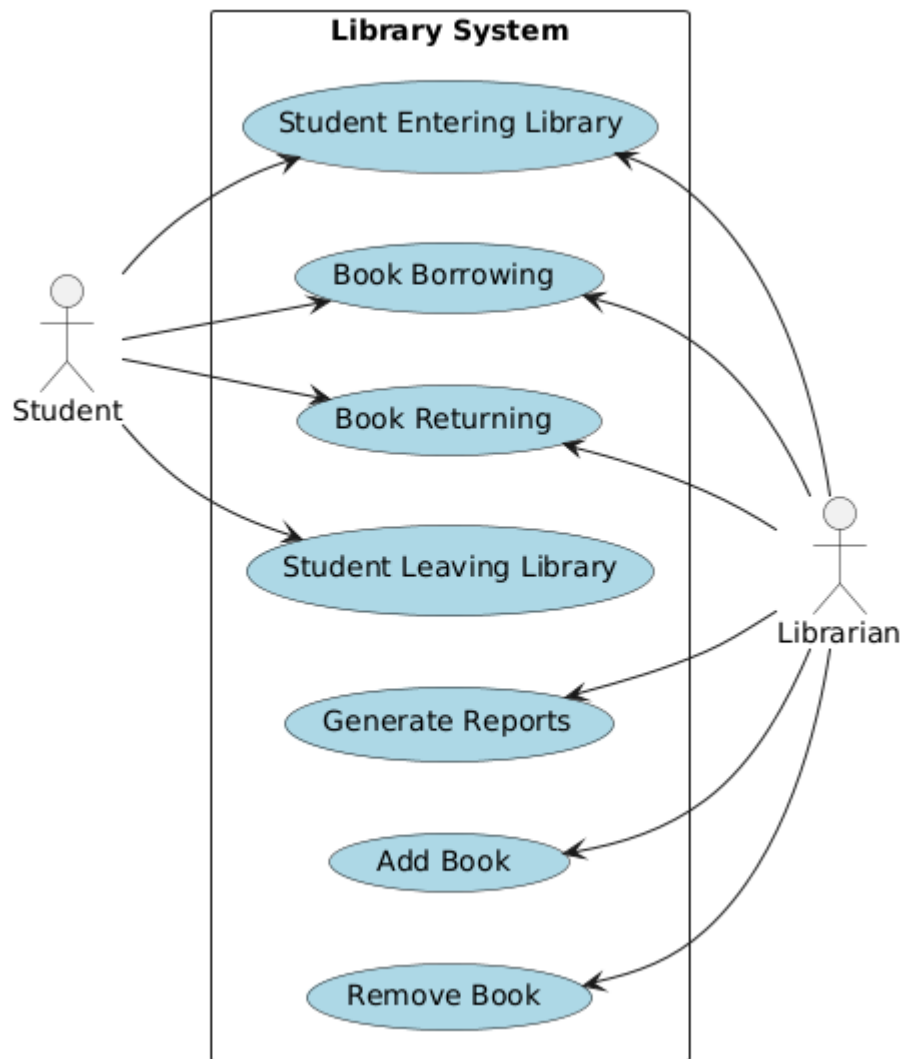 Library System
Student Entering Library
Book Borrowing
Student
Book Returning
Student Leaving Library
Librarian
Generate Reports
Add Book
Remove Book